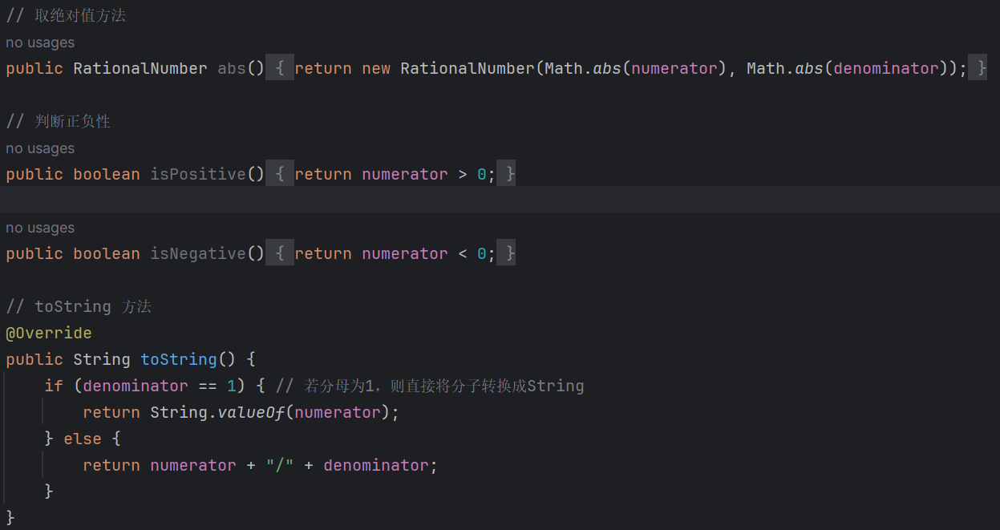 // 取绝对值方法
no usages
public RationalNumber abs() { return new RationalNumber(Math.abs(numerator), Math.abs(denominator)); }
// 判断正负性
no usages
public boolean isPositive() { return numerator > 0; }
no usages
public boolean isNegative() { return numerator < 0; }
// toString 方法
@Override
public String toString() {
    if (denominator == 1) { // 若分母为1，则直接将分子转换成String
        return String.valueOf(numerator);
    } else {
        return numerator + "/" + denominator;
    }
}